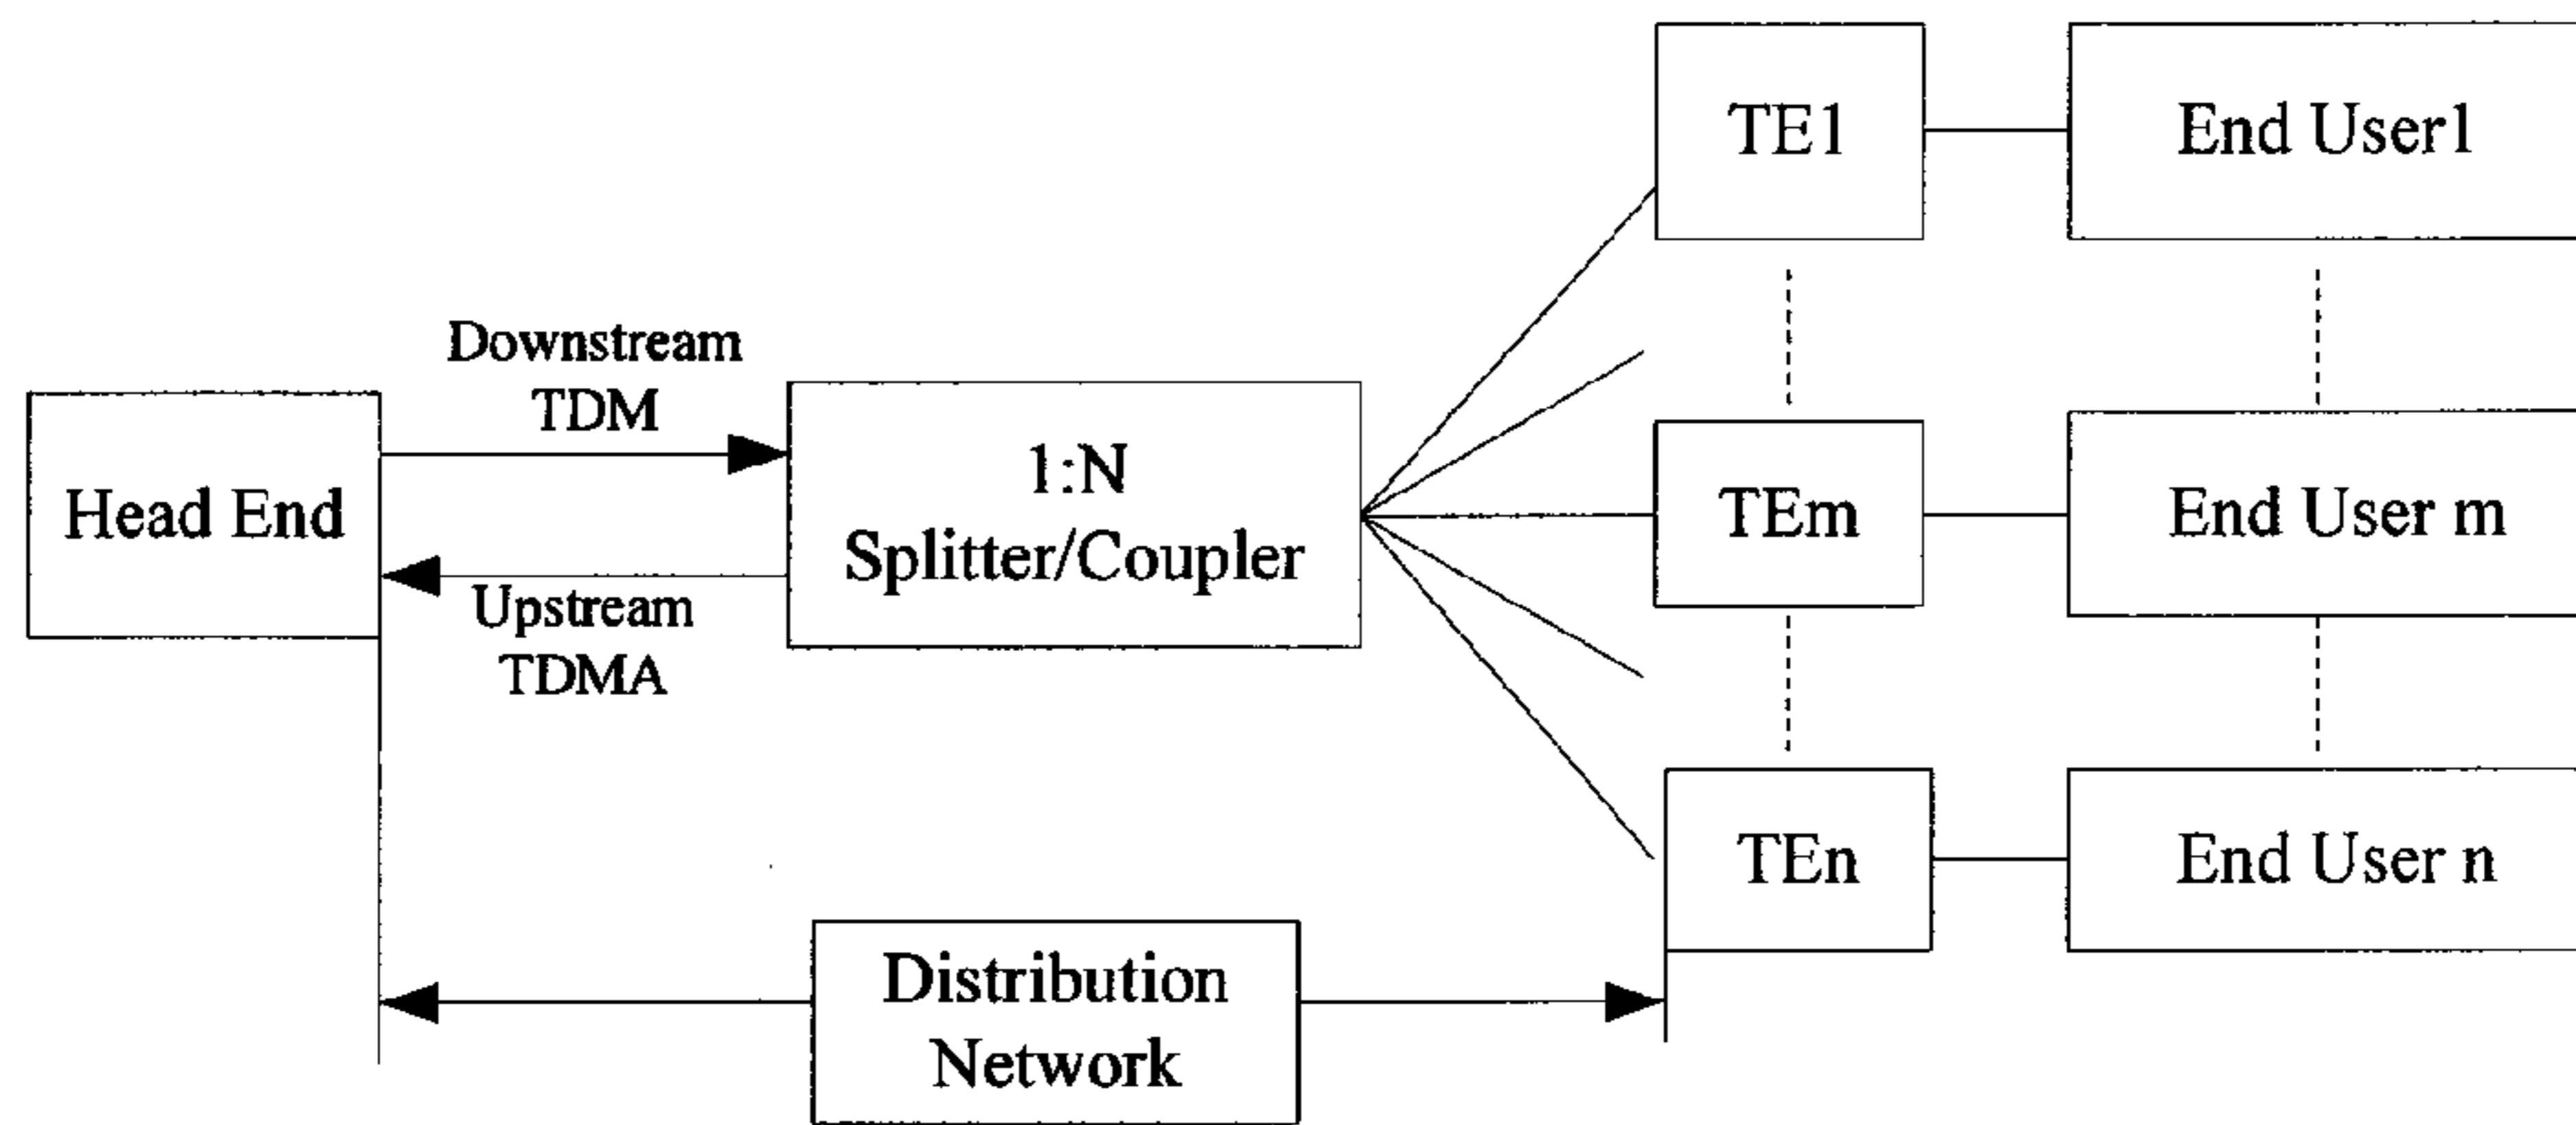 TE1
End User1
Downstream
TDM
Head End
1:N
Splitter/Coupler
TEm
End User m
Upstream
TDMA
TEn
End User n
Distribution
Network